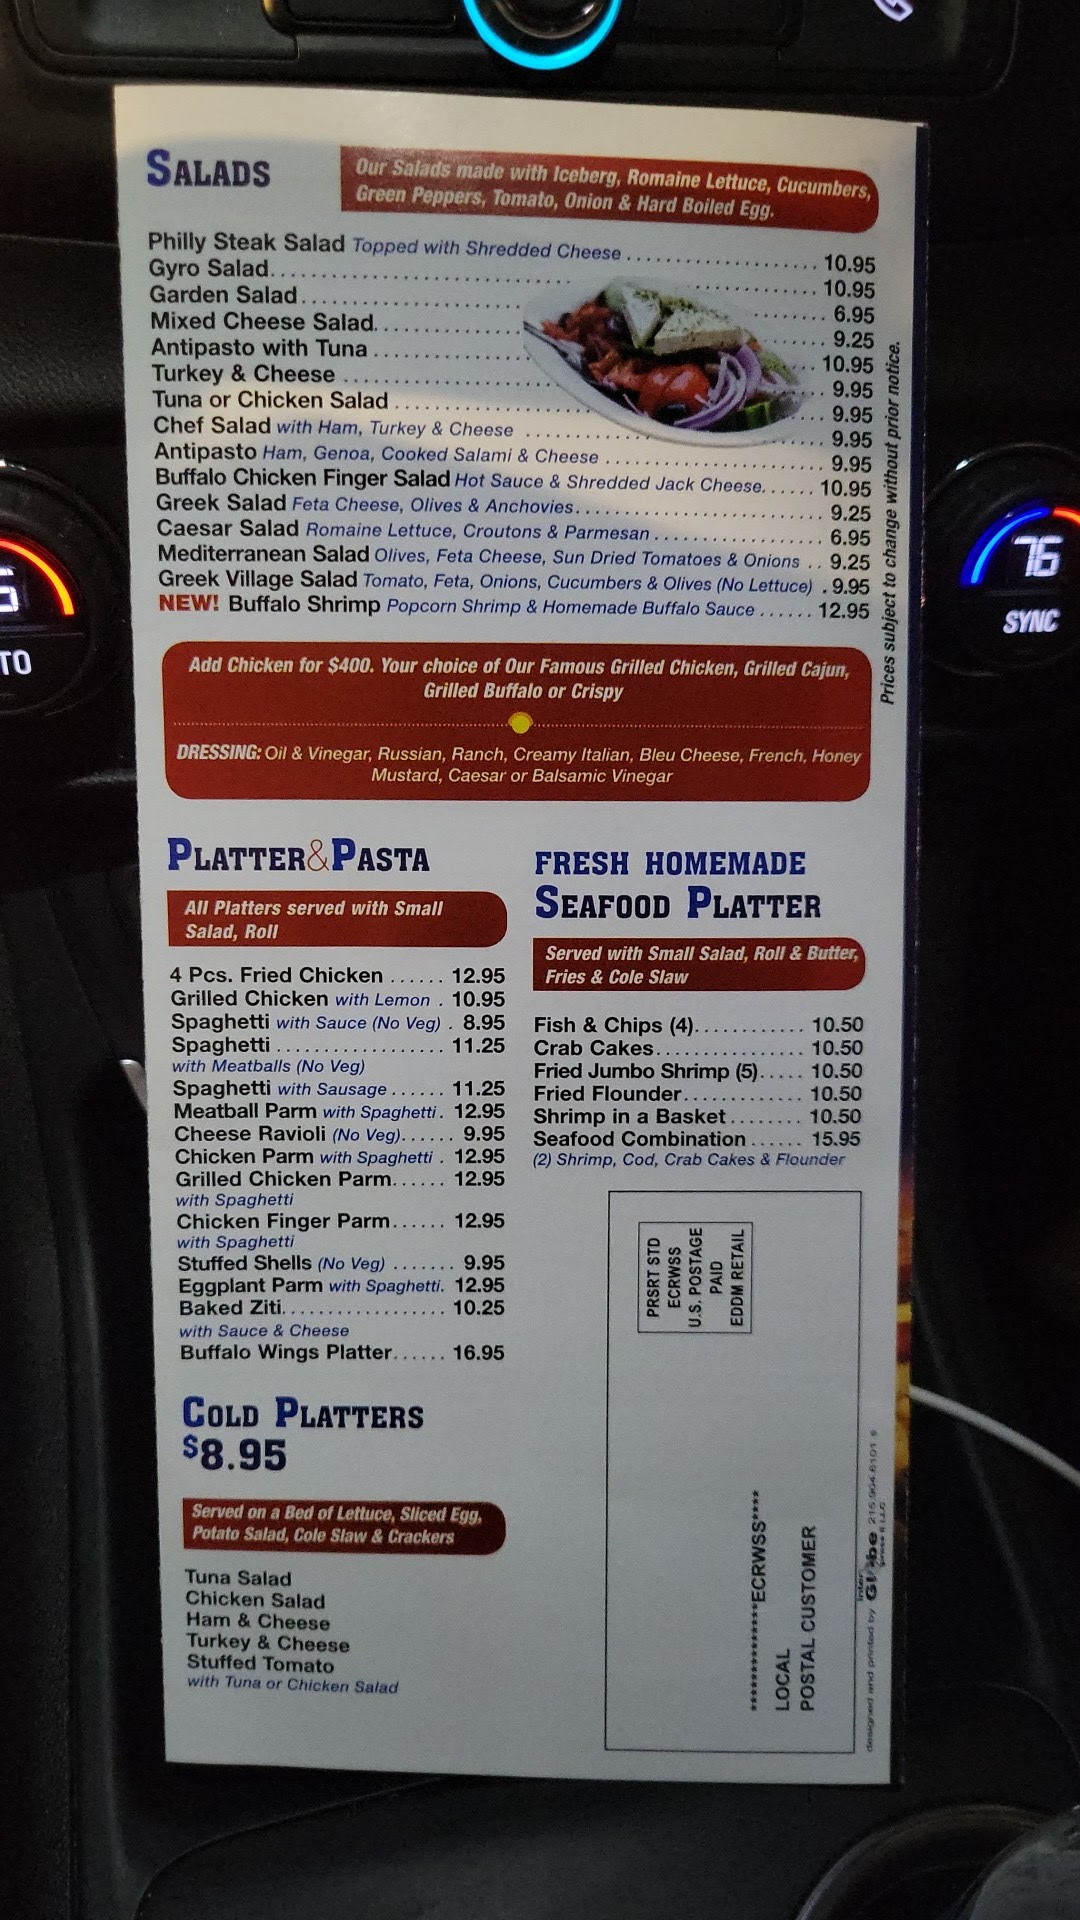 SALADS
Our Salads made with Iceberg, Romaine Lettuce, Cucumbers,
Green Peppers, Tomato, Onion & Hard Boiled Egg.
Philly Steak Salad Topped with Shredded Cheese .................... 10.95
Gyro Salad............................ 10.95
Garden Salad............................ 6.95
Mixed Cheese Salad...................... 9.25
Antipasto with Tuna .................... 10.95
Turkey & Cheese ........................ 9.95
Tuna or Chicken Salad .................. 9.95
Chef Salad with Ham, Turkey & Cheese ............... 9.95
Antipasto Ham, Genoa, Cooked Salami & Cheese ....................... 9.95
Buffalo Chicken Finger Salad Hot Sauce & Shredded Jack Cheese...... 10.95
Greek Salad Feta Cheese, Olives & Anchovies.......................... 9.25
Caesar Salad Romaine Lettuce, Croutons & Parmesan .................. 6.95
Mediterranean Salad Olives, Feta Cheese, Sun Dried Tomatoes & Onions .. 9.25
Greek Village Salad Tomato, Feta, Onions, Cucumbers & Olives (No Lettuce) . 9.95
NEW! Buffalo Shrimp Popcorn Shrimp & Homemade Buffalo Sauce ...... 12.95
Prices subject to change without prior notice.
Add Chicken for $400. Your choice of Our Famous Grilled Chicken, Grilled Cajun,
Grilled Buffalo or Crispy
DRESSING: Oil & Vinegar, Russian, Ranch, Creamy Italian, Bleu Cheese, French, Honey
Mustard, Caesar or Balsamic Vinegar
PLATTER&PASTA
All Platters served with Small
Salad, Roll
4 Pcs. Fried Chicken ...... 12.95
Grilled Chicken with Lemon . 10.95
Spaghetti with Sauce (No Veg) . 8.95
Spaghetti.................. 11.25
with Meatballs (No Veg)
Spaghetti with Sausage ...... 11.25
Meatball Parm with Spaghetti. 12.95
Cheese Ravioli (No Veg)...... 9.95
Chicken Parm with Spaghetti . 12.95
Grilled Chicken Parm...... 12.95
with Spaghetti
Chicken Finger Parm...... 12.95
with Spaghetti
Stuffed Shells (No Veg) ....... 9.95
Eggplant Parm with Spaghetti. 12.95
Baked Ziti................. 10.25
with Sauce & Cheese
Buffalo Wings Platter...... 16.95
COLD PLATTERS
$8.95
Served on a Bed of Lettuce, Sliced Egg,
Potato Salad, Cole Slaw & Crackers
Tuna Salad
Chicken Salad
Ham & Cheese
Turkey & Cheese
Stuffed Tomato
with Tuna or Chicken Salad
FRESH HOMEMADE
SEAFOOD PLATTER
Served with Small Salad, Roll & Butter,
Fries & Cole Slaw
Fish & Chips (4)............ 10.50
Crab Cakes................ 10.50
Fried Jumbo Shrimp (5)..... 10.50
Fried Flounder............. 10.50
Shrimp in a Basket........ 10.50
Seafood Combination ...... 15.95
(2) Shrimp, Cod, Crab Cakes & Flounder
PRSRT STD
ECRWSS
U.S. POSTAGE
PAID
EDDM RETAIL
**************ECRWSS****
LOCAL
POSTAL CUSTOMER
designed and printed by
76
SYNC